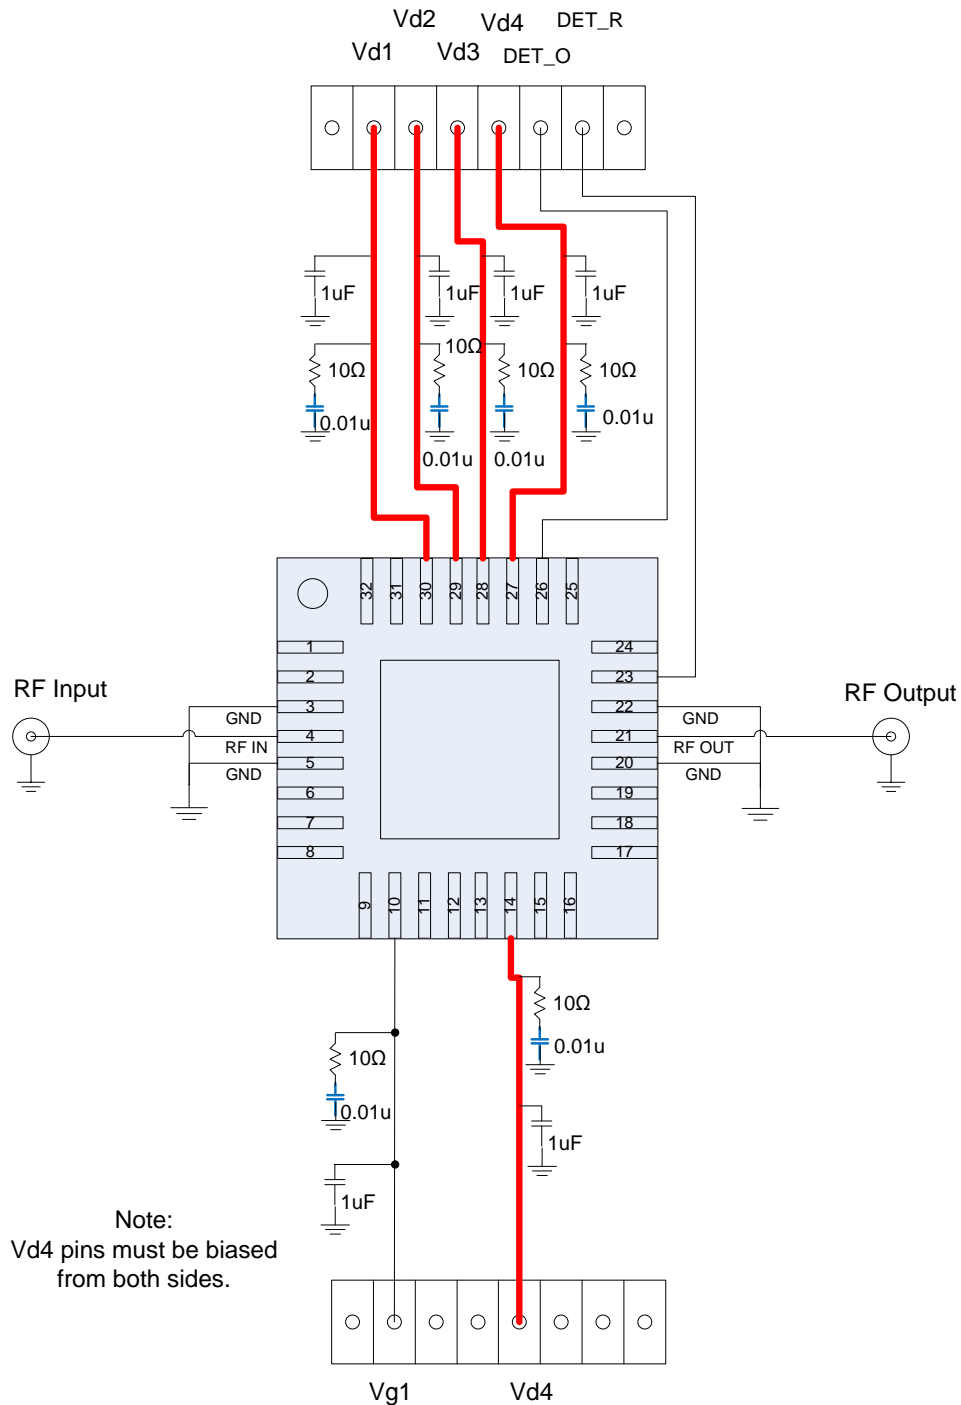 Vd2 Vd4 DET_R
Vd1 Vd3 DET_O
1uF 1uF 1uF 1uF
10Ω 10Ω 10Ω 10Ω
0.01u 0.01u 0.01u 0.01u
32 31 30 29 28 27 26 25
1 24
2 23
RF Input RF Output
3 22
GND GND
4 21
RF IN RF OUT
5 20
GND GND
6 19
7 18
8 17
9 10 11 12 13 14 15 16
10Ω
0.01u
10Ω
0.01u
1uF
1uF
Note:
Vd4 pins must be biased
from both sides.
Vg1 Vd4